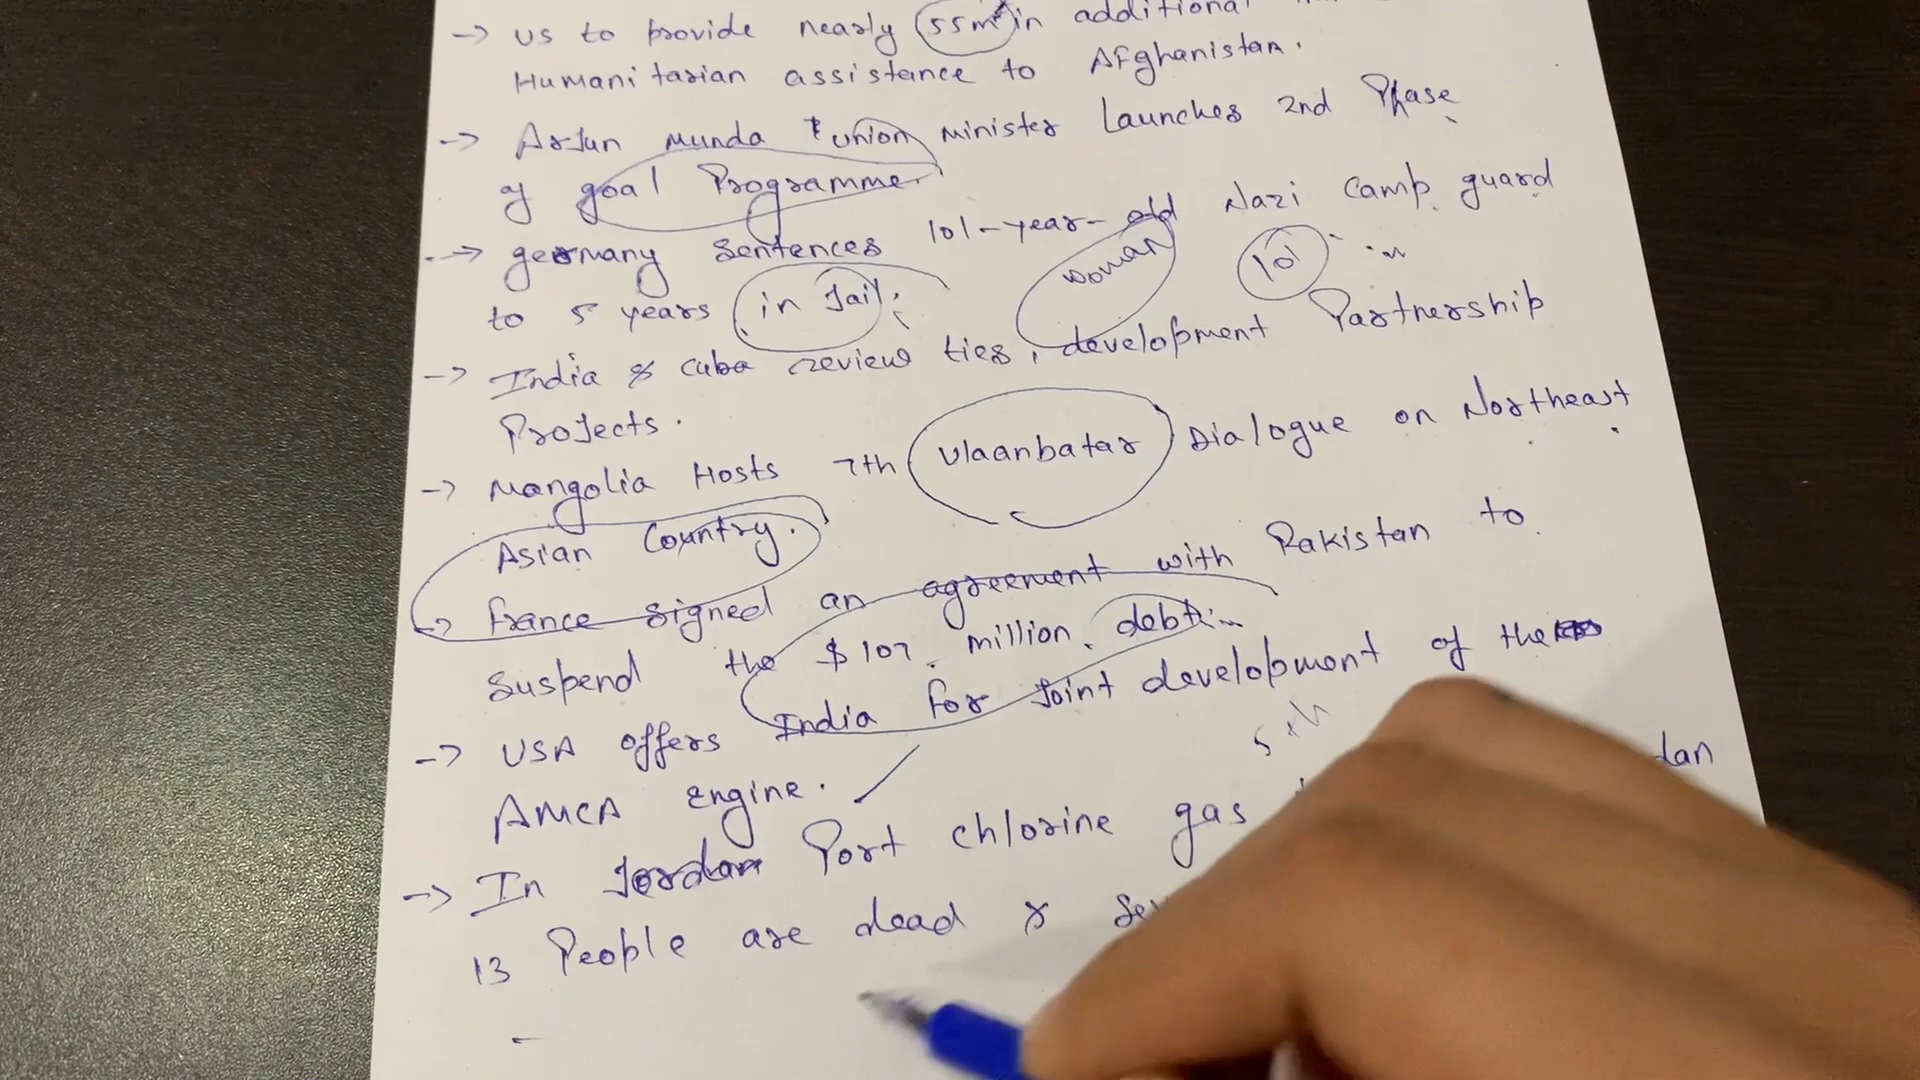 → US to provide nearly 55m in additional
Humanitarian assistance to Afghanistan.
→ Arjun munda union minister Launches 2nd Phase
of goal Programme.
→ germany sentences 101-year-old Nazi Camp guard
to 5 years in Jail.
woman
101
→ India & Cuba review ties, development Partnership
Projects.
→ Mangolia Hosts 7th Ulaanbatar Dialogue on Northeast
Asian Country.
→ france signed an agreement with Pakistan to
Suspend the $107 million debt
→ USA offers India for Joint development of the
AMCA Engine.
→ In Jordan Port chlorine gas
13 People are dead &